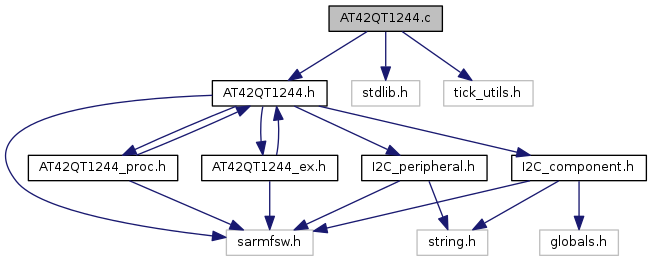 AT42QT1244.c
AT42QT1244.h
stdlib.h
tick_utils.h
AT42QT1244_proc.h
AT42QT1244_ex.h
I2C_peripheral.h
I2C_component.h
sarmfsw.h
string.h
globals.h